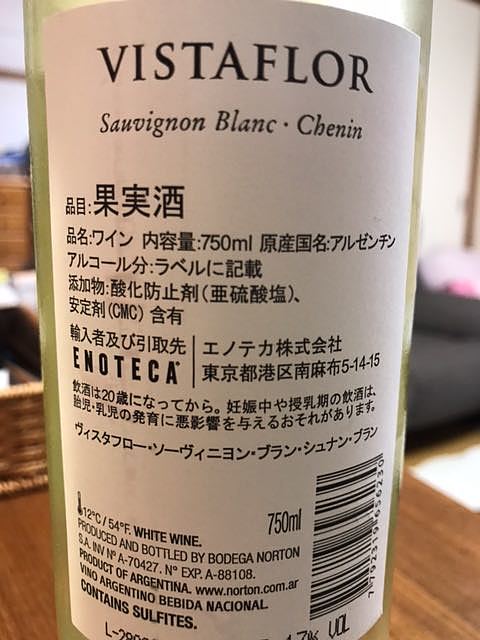 VISTAFLOR
Sauvignon Blanc · Chenin
品目:果実酒
品名:ワイン 内容量:750ml 原産国名:アルゼンチン
アルコール分:ラベルに記載
添加物:酸化防止剤(亜硫酸塩)、
安定剤(CMC) 含有
輸入者及び引取先
ENOTECA
エノテカ株式会社
東京都港区南麻布5-14-15
飲酒は20歳になってから。妊娠中や授乳期の飲酒は、
胎児・乳児の発育に悪影響を与えるおそれがあります。
ヴィスタフロー・ソーヴィニヨン・ブラン・シュナン・ブラン
12°C / 54°F. WHITE WINE.
750ml
PRODUCED AND BOTTLED BY BODEGA NORTON
S.A. INV Nº A-70427. Nº EXP. A-88108.
PRODUCT OF ARGENTINA. www.norton.com.ar
VINO ARGENTINO BEBIDA NACIONAL.
CONTAINS SULFITES.
7 792319 656230
% VOL